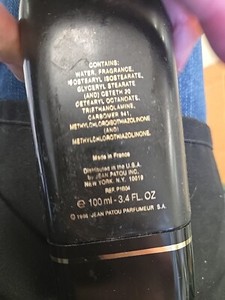 CONTAINS:
WATER, FRAGRANCE,
ISOSTEARYL ISOSTEARATE,
GLYCERYL STEARATE
(AND) CETETH 20
CETEARYL OCTANOATE,
TRIETHANOLAMINE,
CARBOMER 941,
METHYLCHLOROISOTHIAZOLINONE
(AND)
METHYLCHLOROTHIAZOLINONE.
Made in France
Distributed in the U.S.A.
by JEAN PATOU INC.
NEW YORK. N.Y. 10019
REF. P1004
℮ 100 ml - 3.4 FL. OZ
JEAN PATOU PARFUMEUR S.A.